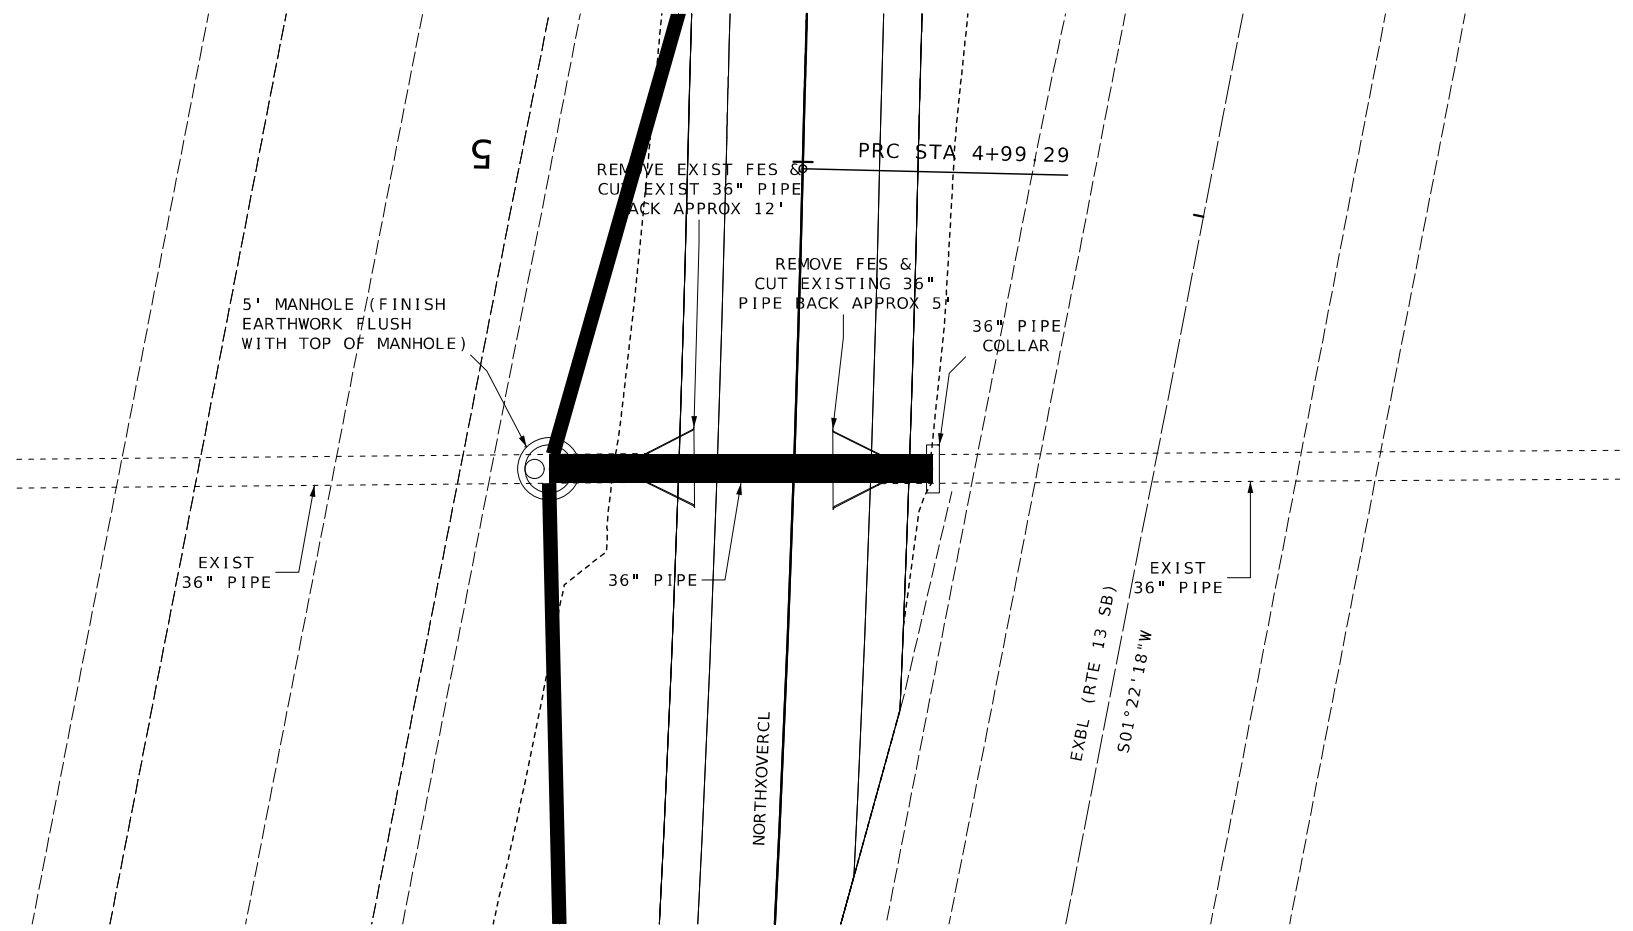 5
PRC STA 4+99.29
REMOVE EXIST FES &
CUT EXIST 36" PIPE
BACK APPROX 12'
REMOVE FES &
CUT EXISTING 36"
PIPE BACK APPROX 5'
5' MANHOLE (FINISH
EARTHWORK FLUSH
WITH TOP OF MANHOLE)
36" PIPE
COLLAR
EXIST
36" PIPE
36" PIPE
EXIST
36" PIPE
EXBL (RTE 13 SB)
S01°22'18"W
NORTHXOVERCL